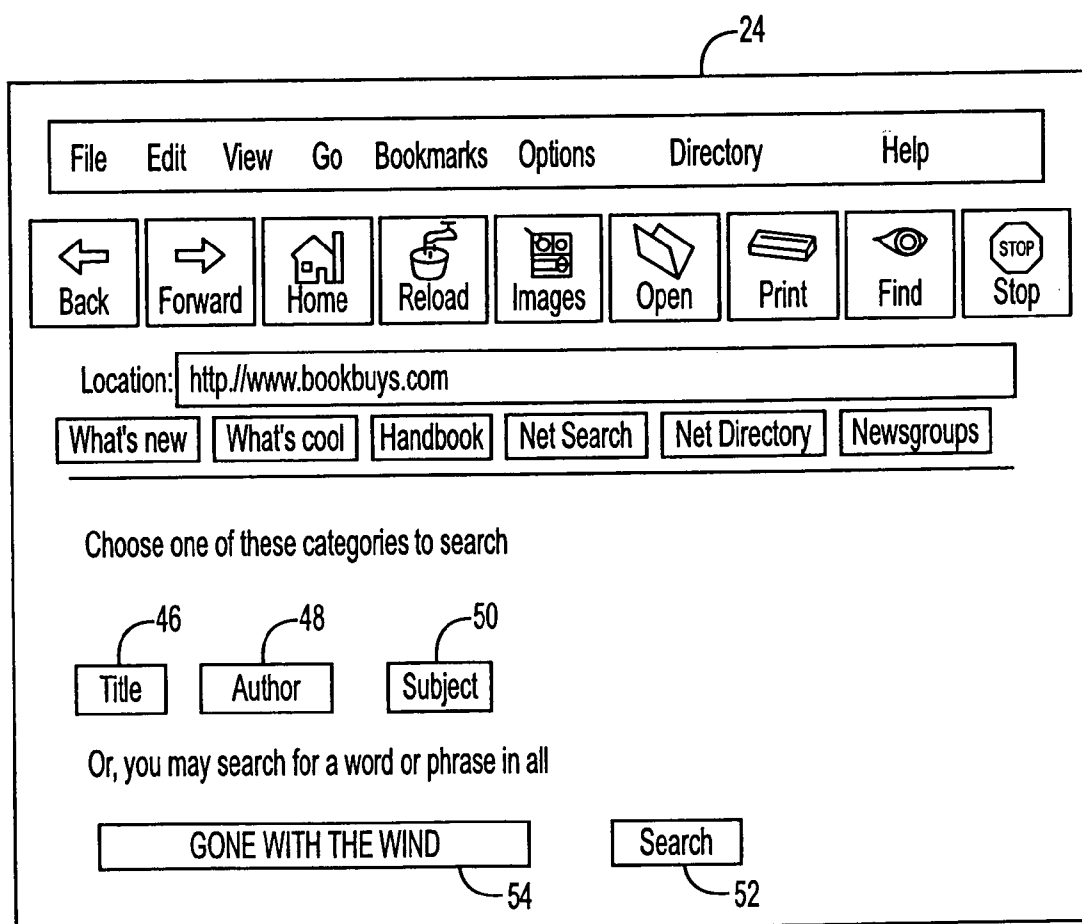 24
File Edit View Go Bookmarks Options Directory Help
STOP
Back Forward Home Reload Images Open Print Find Stop
Location: http.//www.bookbuys.com
What's new What's cool Handbook Net Search Net Directory Newsgroups
Choose one of these categories to search
46 48 50
Title Author Subject
Or, you may search for a word or phrase in all
GONE WITH THE WIND Search
54 52